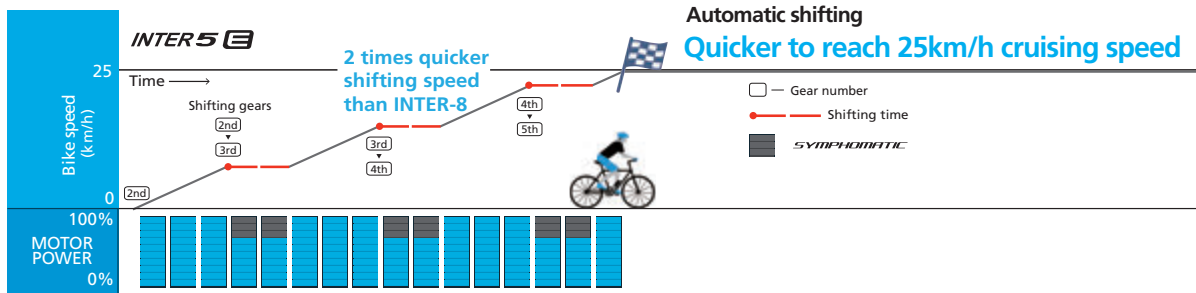 INTER 5 E
Automatic shifting
Quicker to reach 25km/h cruising speed
Bike speed
(km/h)
25
0
Time
2 times quicker
shifting speed
than INTER-8
Shifting gears
2nd
2nd
3rd
3rd
4th
4th
5th
Gear number
Shifting time
SYMPHOMATIC
100%
MOTOR
POWER
0%